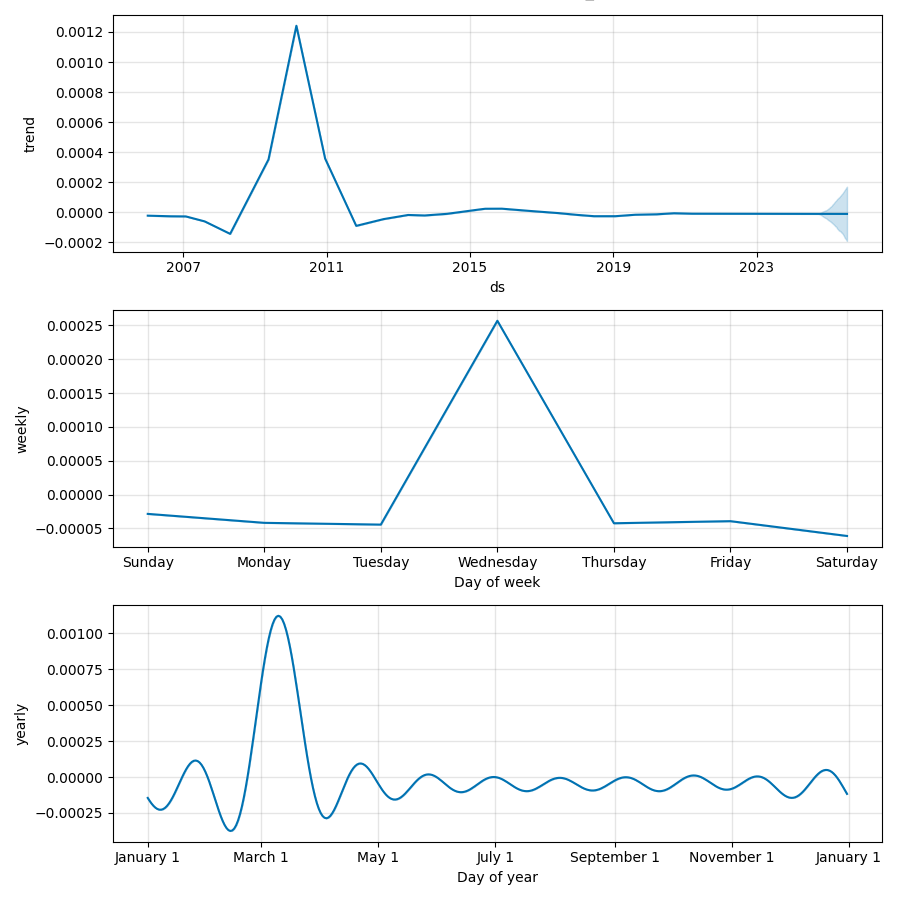 0.0012
0.0010
0.0008
0.0006
0.0004
0.0002
0.0000
−0.0002
trend
2007 2011 2015 2019 2023
ds
0.00025
0.00020
0.00015
0.00010
0.00005
0.00000
−0.00005
weekly
Sunday Monday Tuesday Wednesday Thursday Friday Saturday
Day of week
0.00100
0.00075
0.00050
0.00025
0.00000
−0.00025
yearly
January 1 March 1 May 1 July 1 September 1 November 1 January 1
Day of year